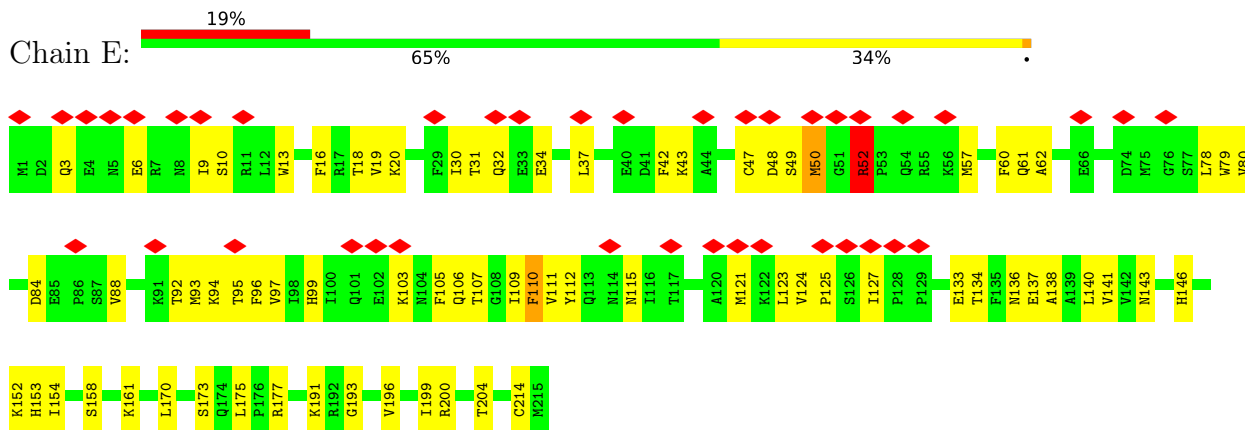 19%
Chain E:
65% 34% •
M1 D2 Q3 E4 N5 E6 R7 N8 I9 S10 R11 L12 W13 F16 R17 T18 V19 K20 F29 I30 T31 Q32 E33 E34 L37 E40 D41 F42 K43 A44 C47 D48 S49 M50 G51 R52 P53 Q54 R55 K56 M57 F60 Q61 A62 E66 D74 M75 G76 S77 L78 W79 V80
D84 E85 P86 S87 V88 K91 T92 M93 K94 T95 F96 V97 I98 H99 I100 Q101 E102 K103 N104 F105 Q106 T107 G108 I109 F110 V111 Y112 Q113 N114 N115 I116 T117 A120 M121 K122 L123 V124 P125 S126 I127 P128 P129 E133 T134 F135 N136 E137 A138 A139 L140 V141 V142 N143 H146
K152 H153 I154 S158 K161 L170 S173 Q174 L175 P176 R177 K191 R192 G193 V196 I199 R200 T204 C214 M215